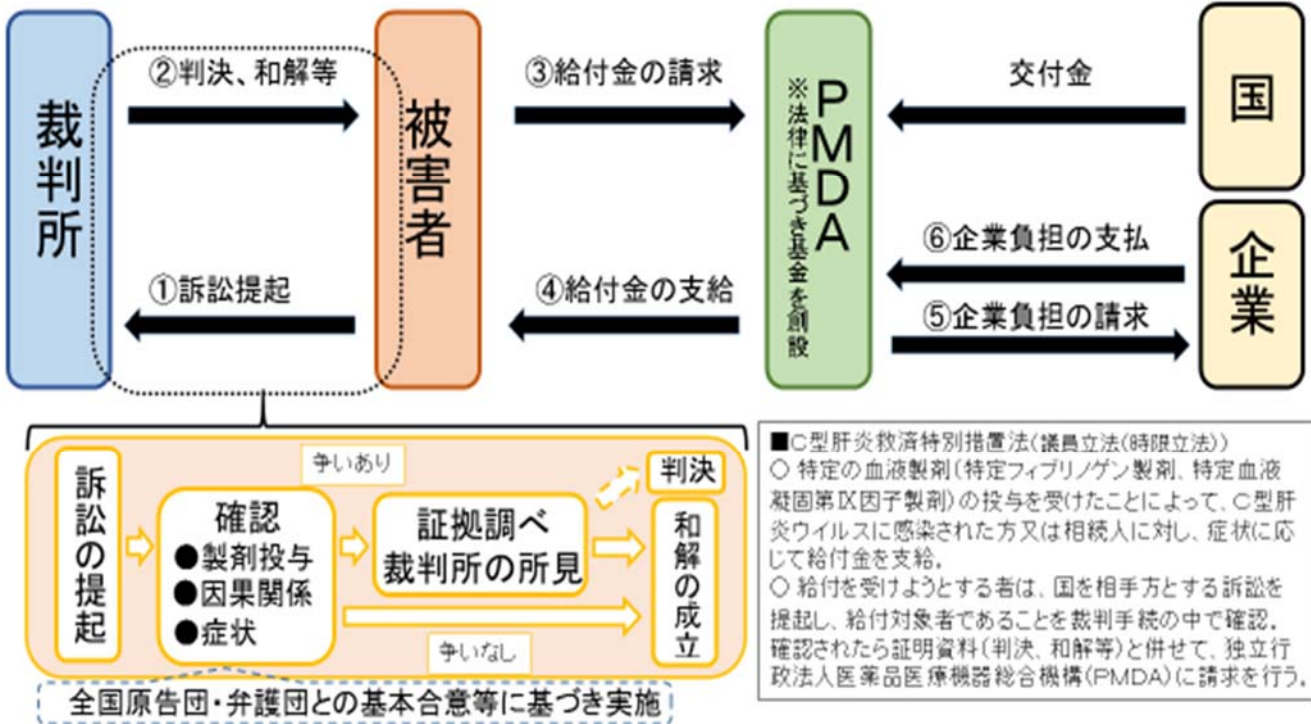 裁判所
②判決、和解等
①訴訟提起
被害者
③給付金の請求
④給付金の支給
PMDA
※法律に基づき基金を創設
交付金
⑥企業負担の支払
⑤企業負担の請求
国
企業
訴訟の提起
確認
●製剤投与
●因果関係
●症状
争いあり
証拠調べ
裁判所の所見
争いなし
判決
和解の成立
全国原告団・弁護団との基本合意等に基づき実施
■C型肝炎救済特別措置法(議員立法(時限立法))
○ 特定の血液製剤(特定フィブリノゲン製剤、特定血液
凝固第Ⅸ因子製剤)の投与を受けたことによって、C型肝
炎ウイルスに感染された方又は相続人に対し、症状に応
じて給付金を支給。
○ 給付を受けようとする者は、国を相手方とする訴訟を
提起し、給付対象者であることを裁判手続の中で確認。
確認されたら証明資料(判決、和解等)と併せて、独立行
政法人医薬品医療機器総合機構(PMDA)に請求を行う。